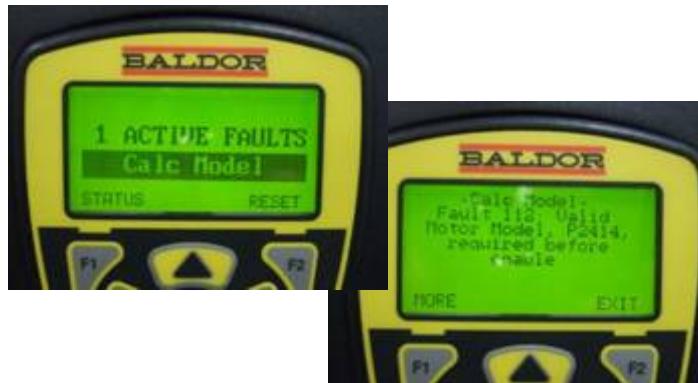 BALDOR
1 ACTIVE FAULTS
Calc Model
STATUS RESET
F1 F2
BALDOR
-Calc Model-
Fault 112: Valid
Motor Model, P2414,
required before
enable
MORE EXIT
F1 F2